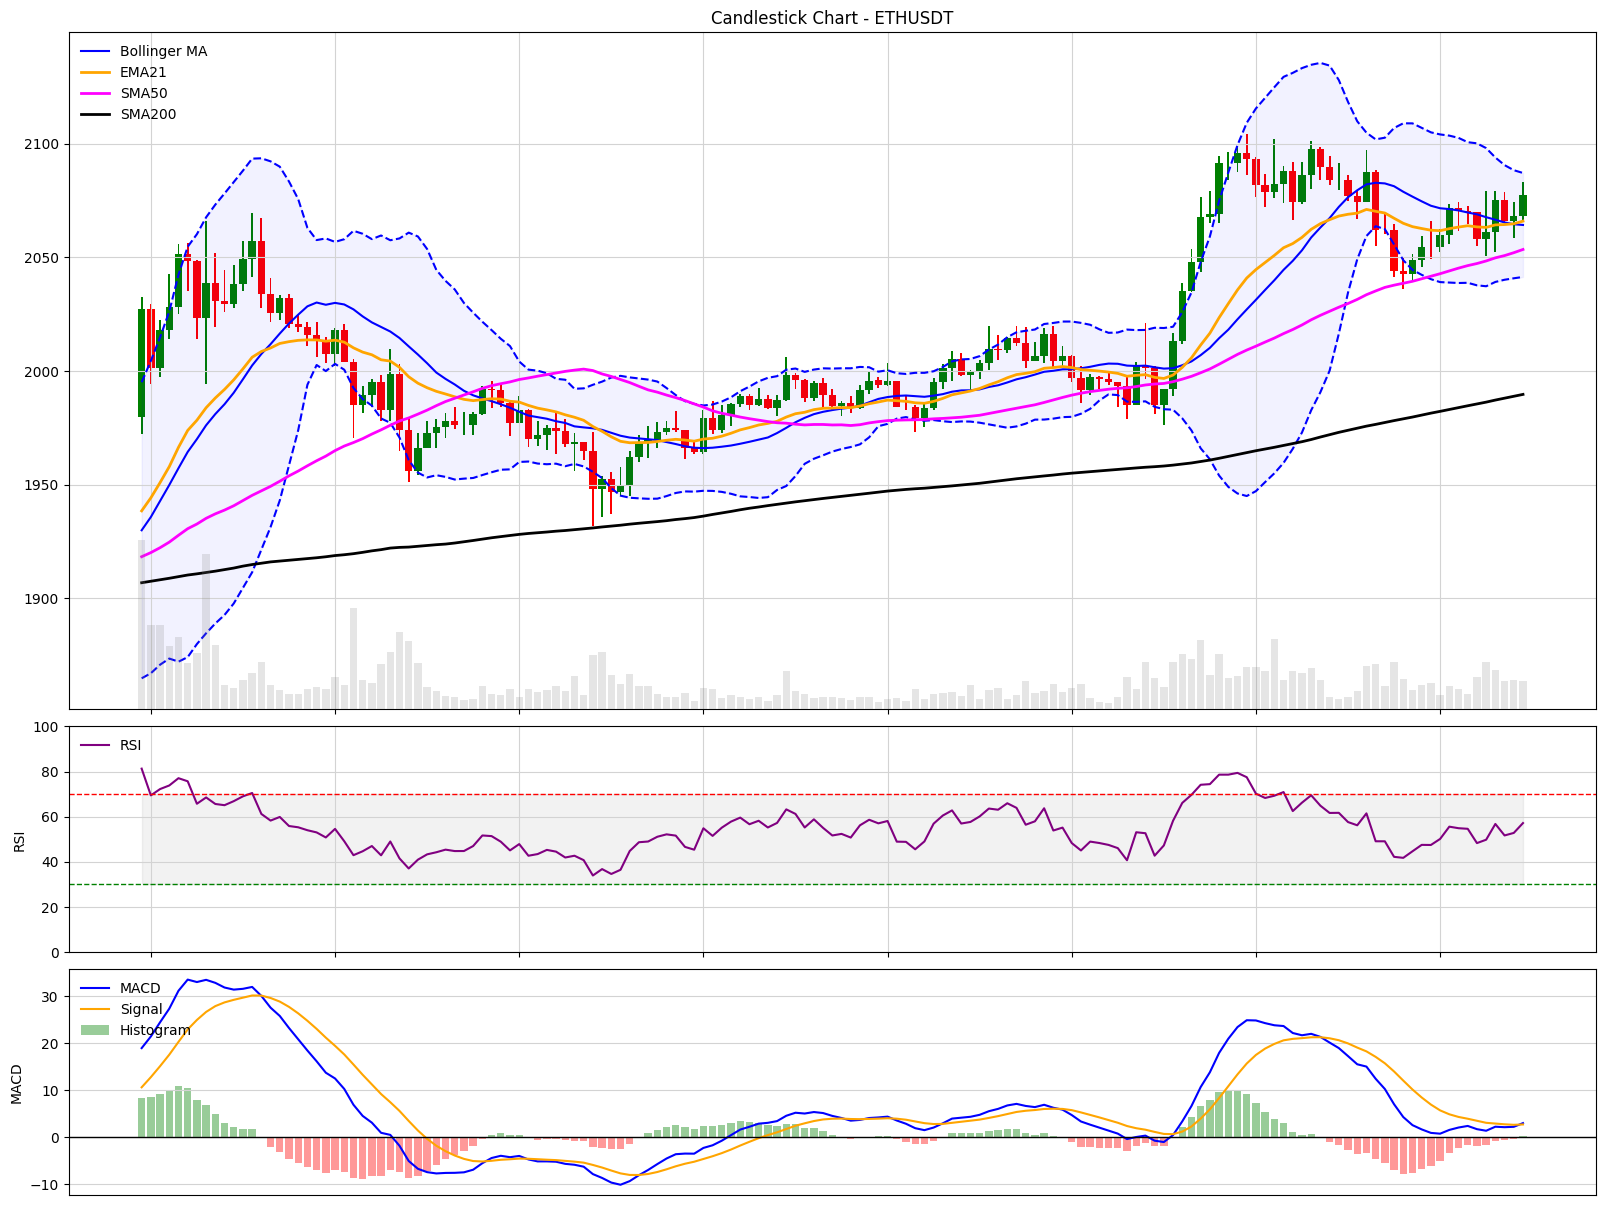 Candlestick Chart - ETHUSDT
Bollinger MA
EMA21
SMA50
SMA200
2100
2050
2000
1950
1900
RSI
100
80
60
40
20
0
RSI
MACD
Signal
Histogram
30
20
10
0
−10
MACD